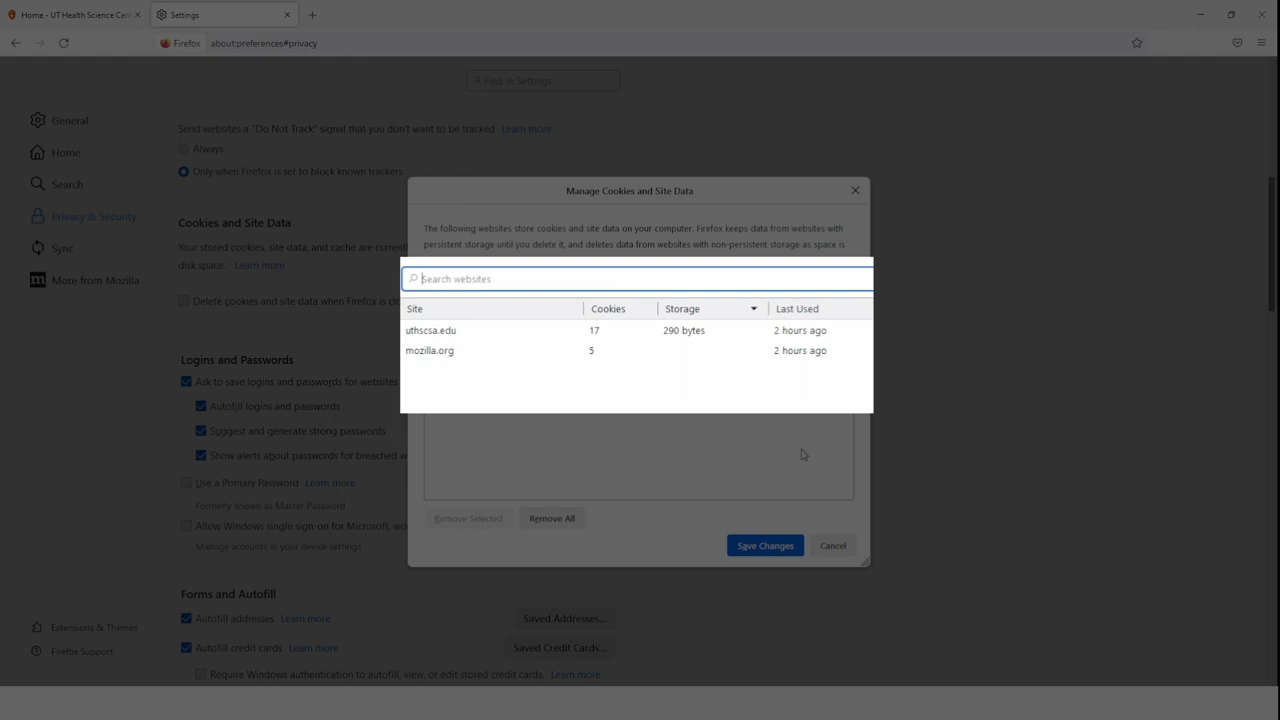 Home - UT Health Science Cen
Settings
Firefox
about:preferences#privacy
Find in Settings
General
Home
Search
Privacy & Security
Sync
More from Mozilla
Extensions & Themes
Firefox Support
Send websites a "Do Not Track" signal that you don't want to be tracked Learn more
Always
Only when Firefox is set to block known trackers
Cookies and Site Data
Your stored cookies, site data, and cache are current
disk space. Learn more
Delete cookies and site data when Firefox is clo
Logins and Passwords
Ask to save logins and passwords for websites
Autofill logins and passwords
Suggest and generate strong passwords
Show alerts about passwords for breached w
Use a Primary Password Learn more
Formerly known as Master Password
Allow Windows single sign-on for Microsoft, wo
Manage accounts in your device settings
Forms and Autofill
Autofill addresses Learn more
Saved Addresses...
Autofill credit cards Learn more
Saved Credit Cards...
Require Windows authentication to autofill, view, or edit stored credit cards. Learn more
Manage Cookies and Site Data
The following websites store cookies and site data on your computer. Firefox keeps data from websites with
persistent storage until you delete it, and deletes data from websites with non-persistent storage as space is
Search websites
Site Cookies Storage Last Used
uthscsa.edu 17 290 bytes 2 hours ago
mozilla.org 5 2 hours ago
Remove Selected
Remove All
Save Changes
Cancel